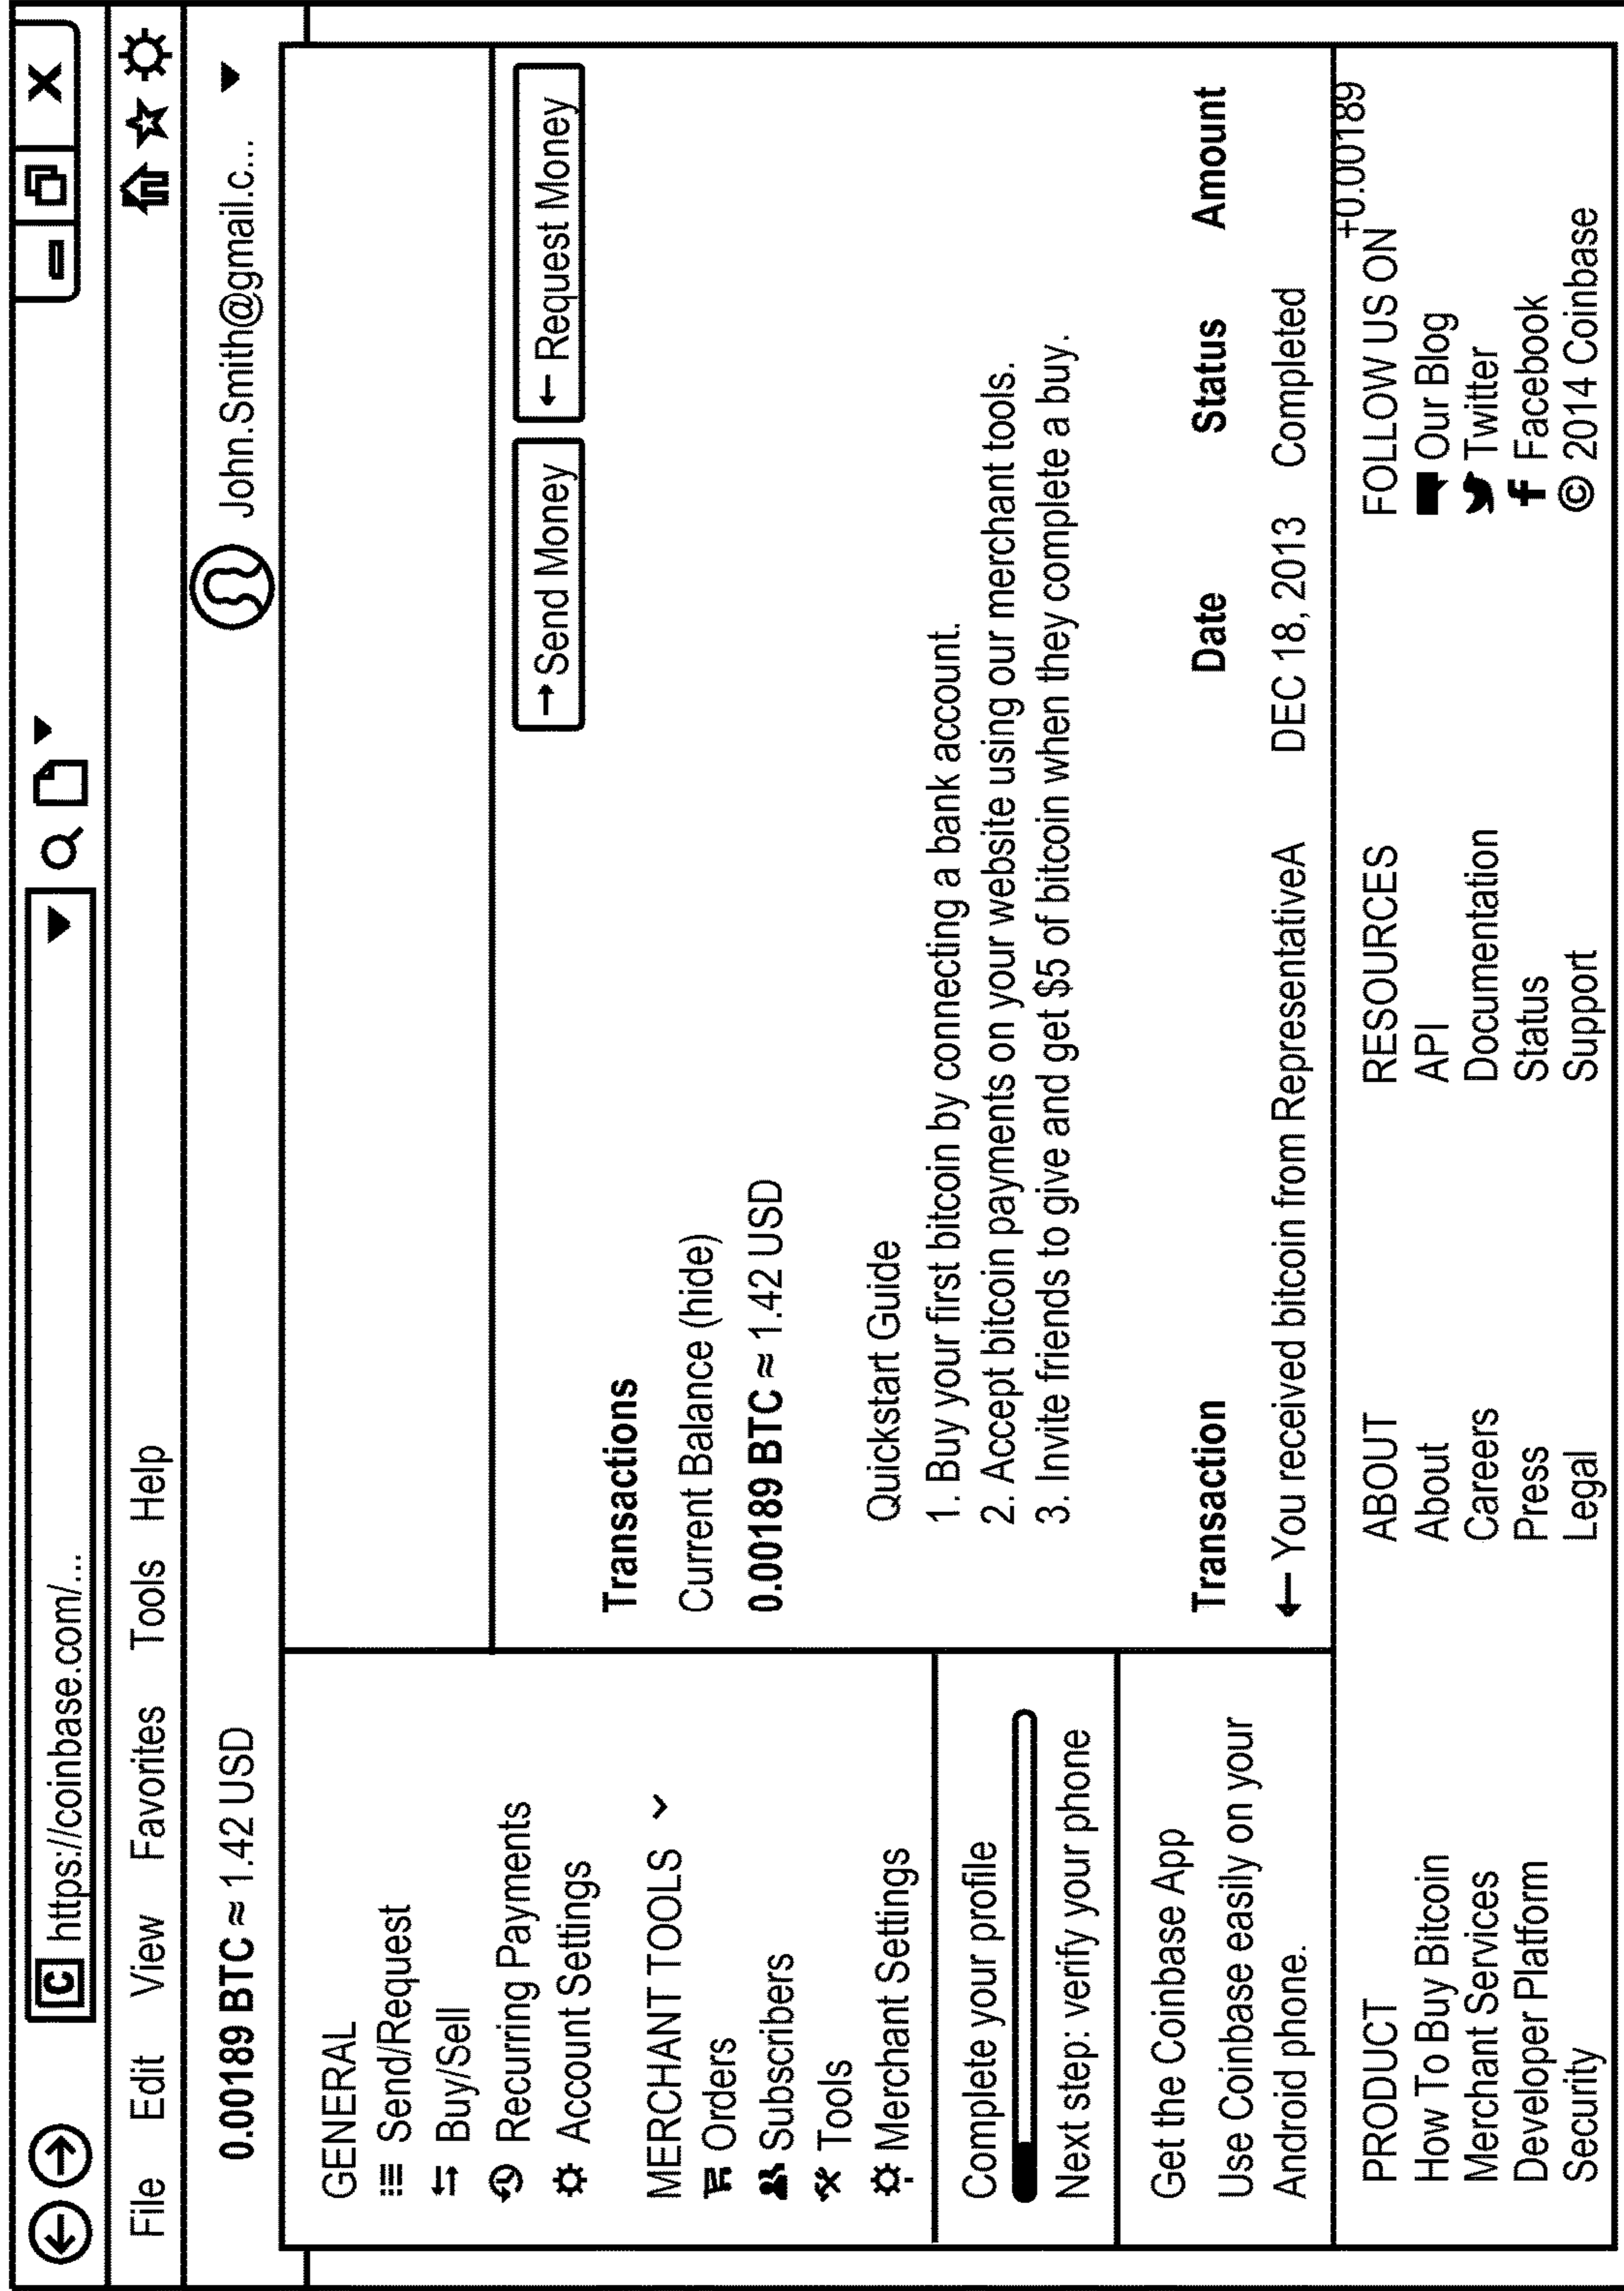 X
C https://coinbase.com/...
File Edit View Favorites Tools Help
0.00189 BTC ≈ 1.42 USD
John.Smith@gmail.c...
GENERAL
Send/Request
Buy/Sell
Recurring Payments
Account Settings
MERCHANT TOOLS
Orders
Subscribers
Tools
Merchant Settings
Complete your profile
Next step: verify your phone
Get the Coinbase App
Use Coinbase easily on your
Android phone.
→ Send Money
← Request Money
Transactions
Current Balance (hide)
0.00189 BTC ≈ 1.42 USD
Quickstart Guide
1. Buy your first bitcoin by connecting a bank account.
2. Accept bitcoin payments on your website using our merchant tools.
3. Invite friends to give and get $5 of bitcoin when they complete a buy.
Transaction Date Status Amount
← You received bitcoin from RepresentativeA DEC 18, 2013 Completed +0.00189
PRODUCT
How To Buy Bitcoin
Merchant Services
Developer Platform
Security
ABOUT
About
Careers
Press
Legal
RESOURCES
API
Documentation
Status
Support
FOLLOW US ON
Our Blog
Twitter
f Facebook
© 2014 Coinbase